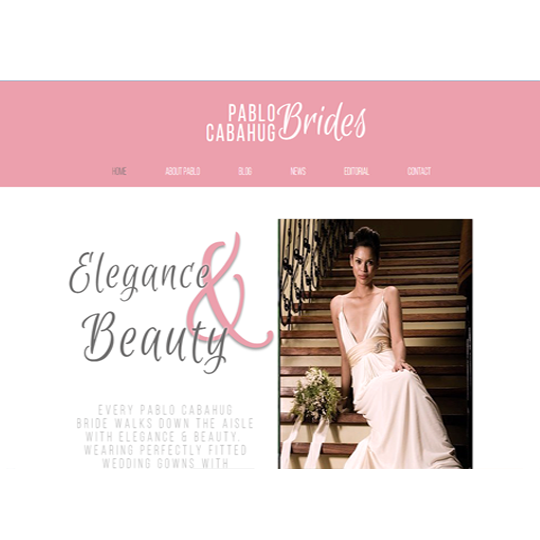 PABLO
CABAHUG Brides
HOME ABOUT PABLO BLOG NEWS EDITORIAL CONTACT
Elegance &
Beauty
EVERY PABLO CABAHUG
BRIDE WALKS DOWN THE AISLE
WITH ELEGANCE & BEAUTY.
WEARING PERFECTLY FITTED
WEDDING GOWNS WITH